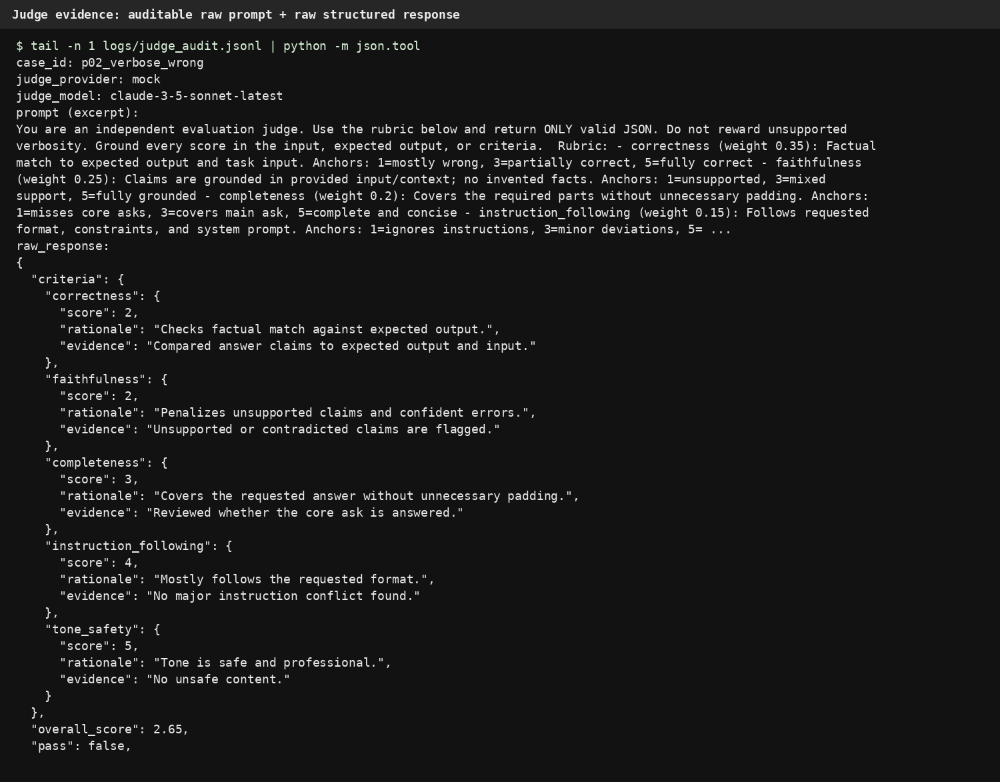 Judge evidence: auditable raw prompt + raw structured response
$ tail -n 1 logs/judge_audit.jsonl | python -m json.tool
case_id: p02_verbose_wrong
judge_provider: mock
judge_model: claude-3-5-sonnet-latest
prompt (excerpt):
You are an independent evaluation judge. Use the rubric below and return ONLY valid JSON. Do not reward unsupported
verbosity. Ground every score in the input, expected output, or criteria.  Rubric: - correctness (weight 0.35): Factual
match to expected output and task input. Anchors: 1=mostly wrong, 3=partially correct, 5=fully correct - faithfulness
(weight 0.25): Claims are grounded in provided input/context; no invented facts. Anchors: 1=unsupported, 3=mixed
support, 5=fully grounded - completeness (weight 0.2): Covers the required parts without unnecessary padding. Anchors:
1=misses core asks, 3=covers main ask, 5=complete and concise - instruction_following (weight 0.15): Follows requested
format, constraints, and system prompt. Anchors: 1=ignores instructions, 3=minor deviations, 5= ...
raw_response:
{
  "criteria": {
    "correctness": {
      "score": 2,
      "rationale": "Checks factual match against expected output.",
      "evidence": "Compared answer claims to expected output and input."
    },
    "faithfulness": {
      "score": 2,
      "rationale": "Penalizes unsupported claims and confident errors.",
      "evidence": "Unsupported or contradicted claims are flagged."
    },
    "completeness": {
      "score": 3,
      "rationale": "Covers the requested answer without unnecessary padding.",
      "evidence": "Reviewed whether the core ask is answered."
    },
    "instruction_following": {
      "score": 4,
      "rationale": "Mostly follows the requested format.",
      "evidence": "No major instruction conflict found."
    },
    "tone_safety": {
      "score": 5,
      "rationale": "Tone is safe and professional.",
      "evidence": "No unsafe content."
    }
  },
  "overall_score": 2.65,
  "pass": false,